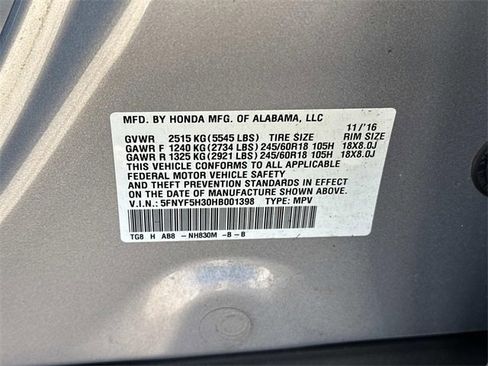 MFD. BY HONDA MFG. OF ALABAMA, LLC
GVWR 2515 KG (5545 LBS) TIRE SIZE 11/'16 RIM SIZE
GAWR F 1240 KG (2734 LBS) 245/60R18 105H 18X8.0J
GAWR R 1325 KG (2921 LBS) 245/60R18 105H 18X8.0J
THIS VEHICLE CONFORMS TO ALL APPLICABLE
FEDERAL MOTOR VEHICLE SAFETY
AND THEFT PREVENTION STANDARDS IN EFFECT
ON THE DATE OF MANUFACTURE SHOWN ABOVE.
V.I.N.: 5FNYF5H30HB001398 TYPE: MPV
TG8 H AB8 -NH830M -B -B